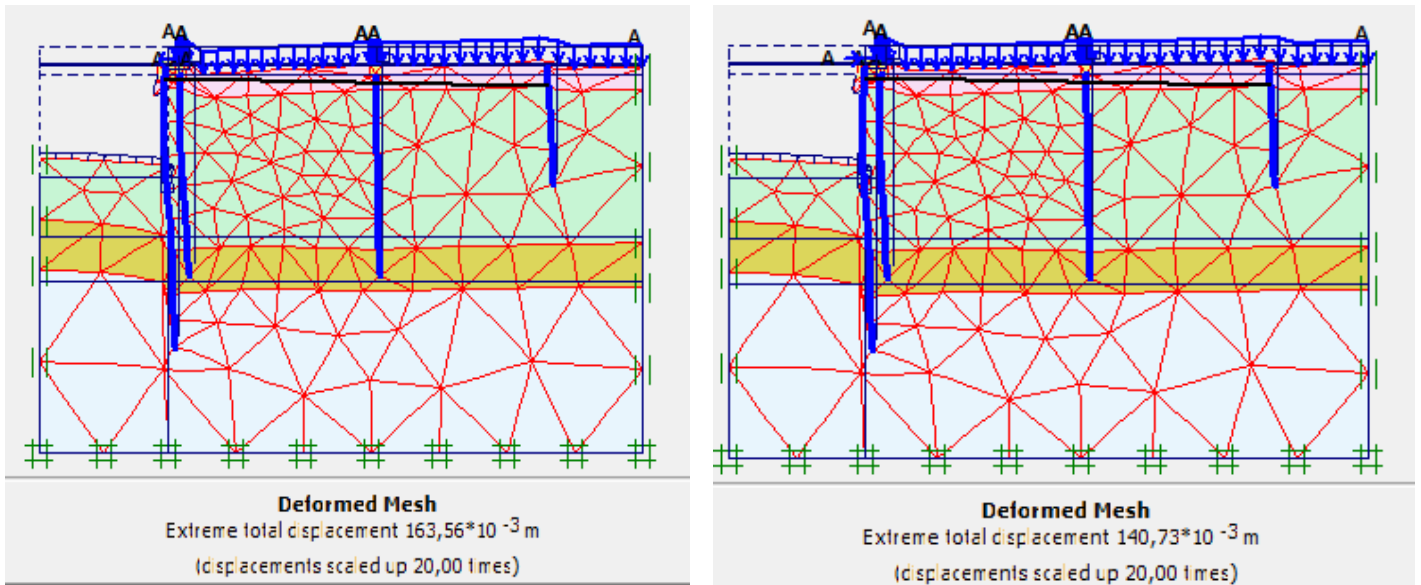 A
AA
AA
A
A
Deformed Mesh
Extreme total displacement 163,56*10 -3 m
(displacements scaled up 20,00 times)
A
A
AA
A
A
Deformed Mesh
Extreme total displacement 140,73*10 -3 m
(displacements scaled up 20,00 times)